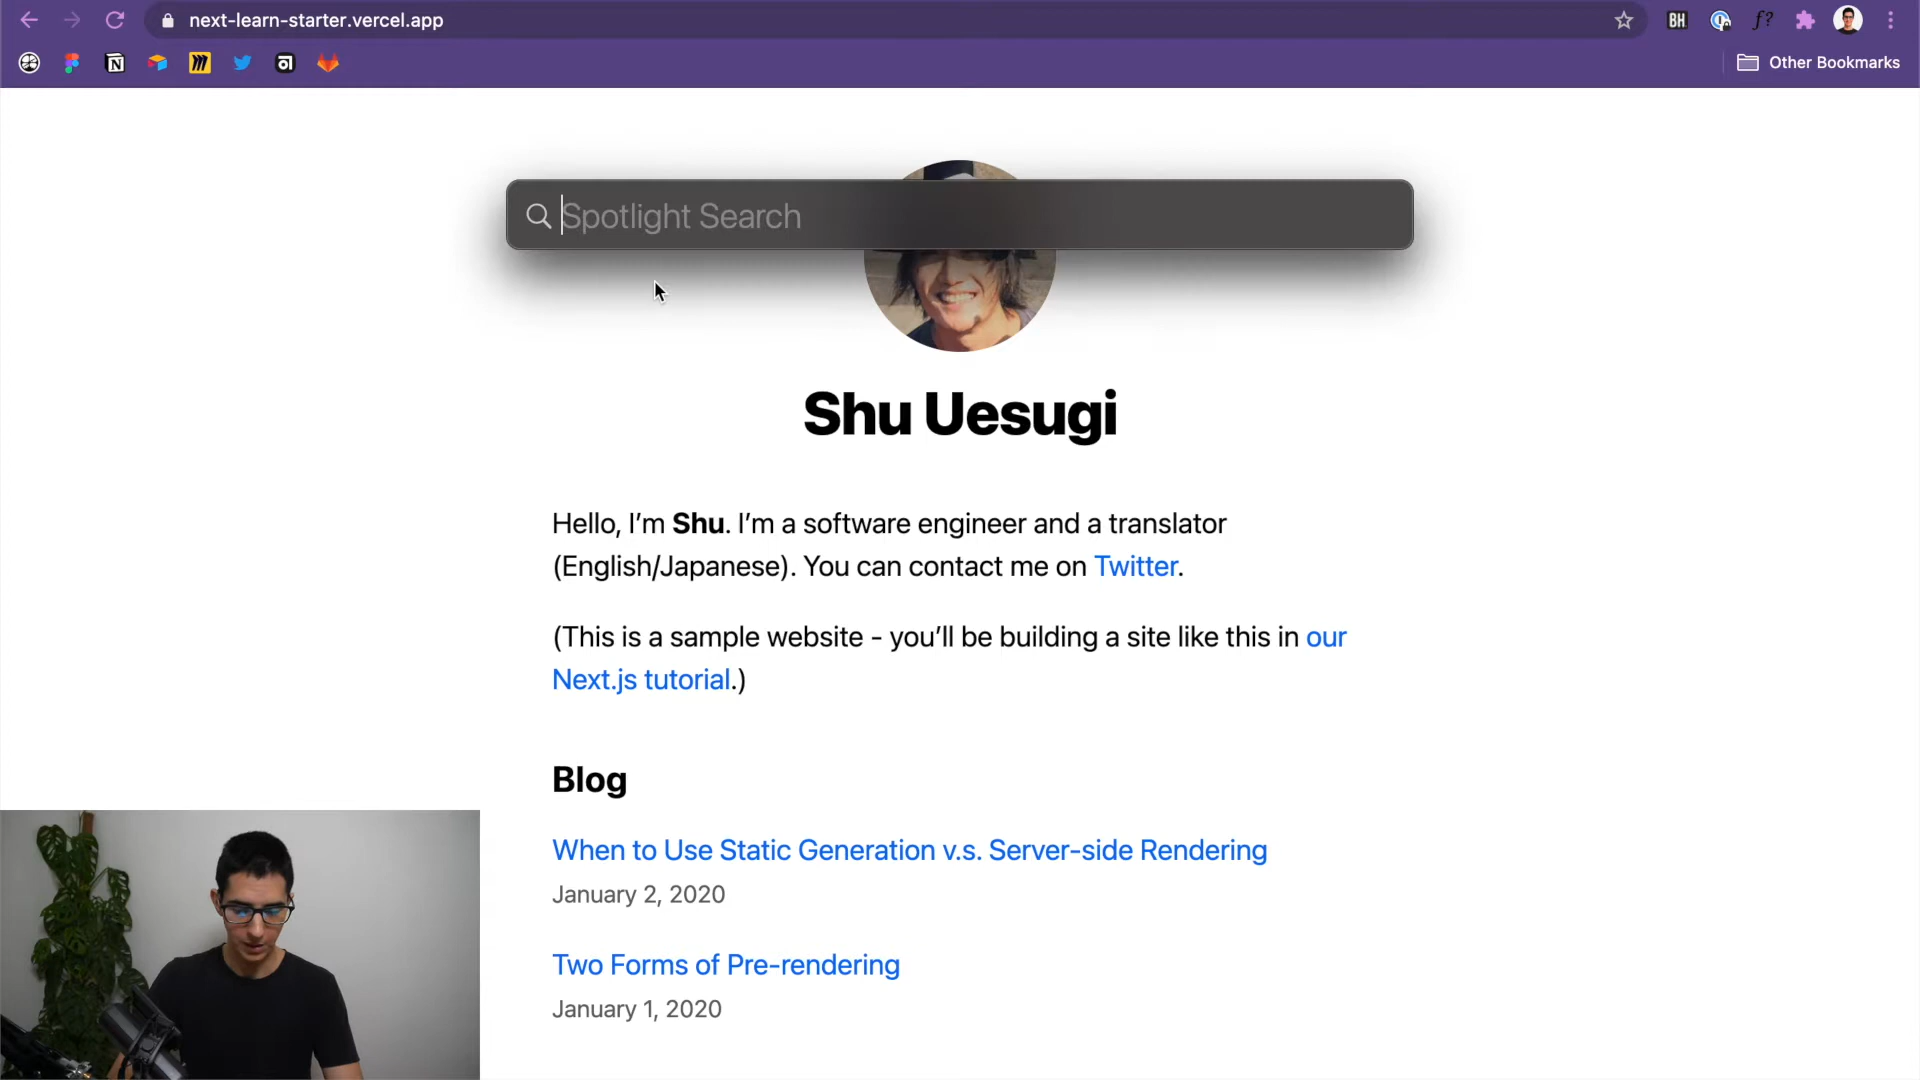 next-learn-starter.vercel.app
BH
f?
Other Bookmarks
Spotlight Search
Shu Uesugi
Hello, I’m Shu. I’m a software engineer and a translator
(English/Japanese). You can contact me on Twitter.
(This is a sample website - you’ll be building a site like this in our
Next.js tutorial.)
Blog
When to Use Static Generation v.s. Server-side Rendering
January 2, 2020
Two Forms of Pre-rendering
January 1, 2020